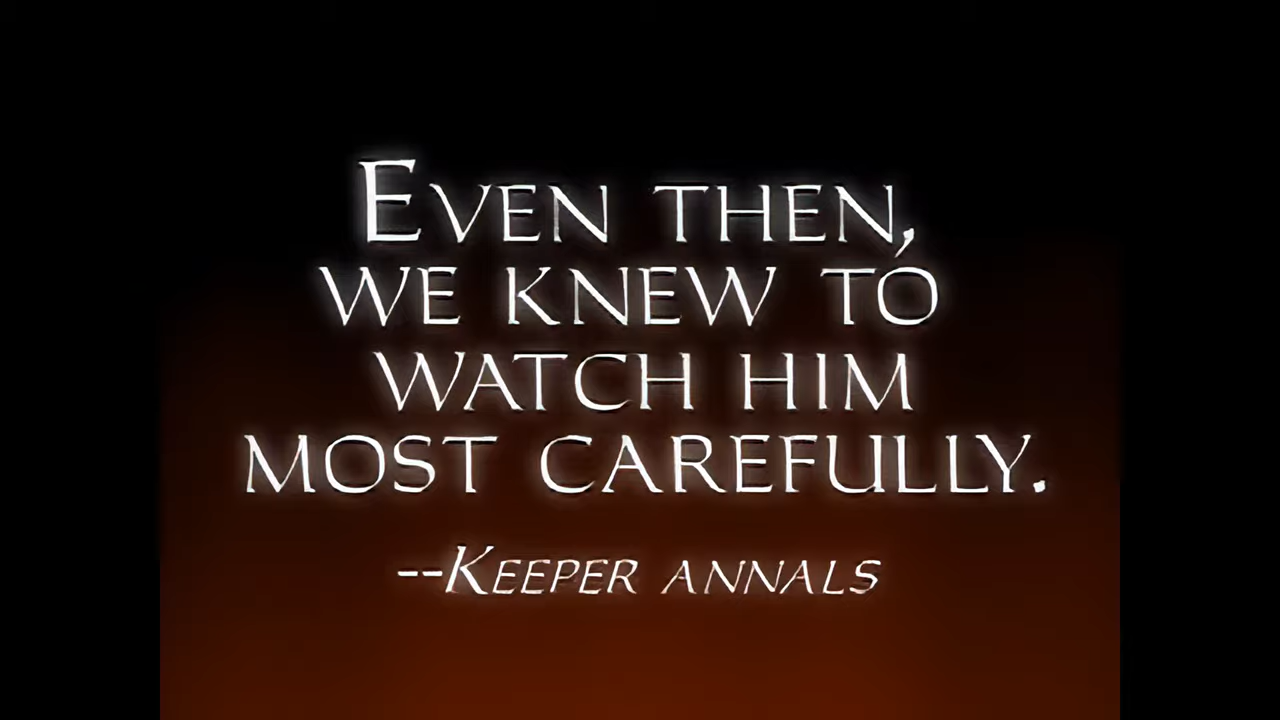 EVEN THEN,
WE KNEW TO
WATCH HIM
MOST CAREFULLY.
--KEEPER ANNALS